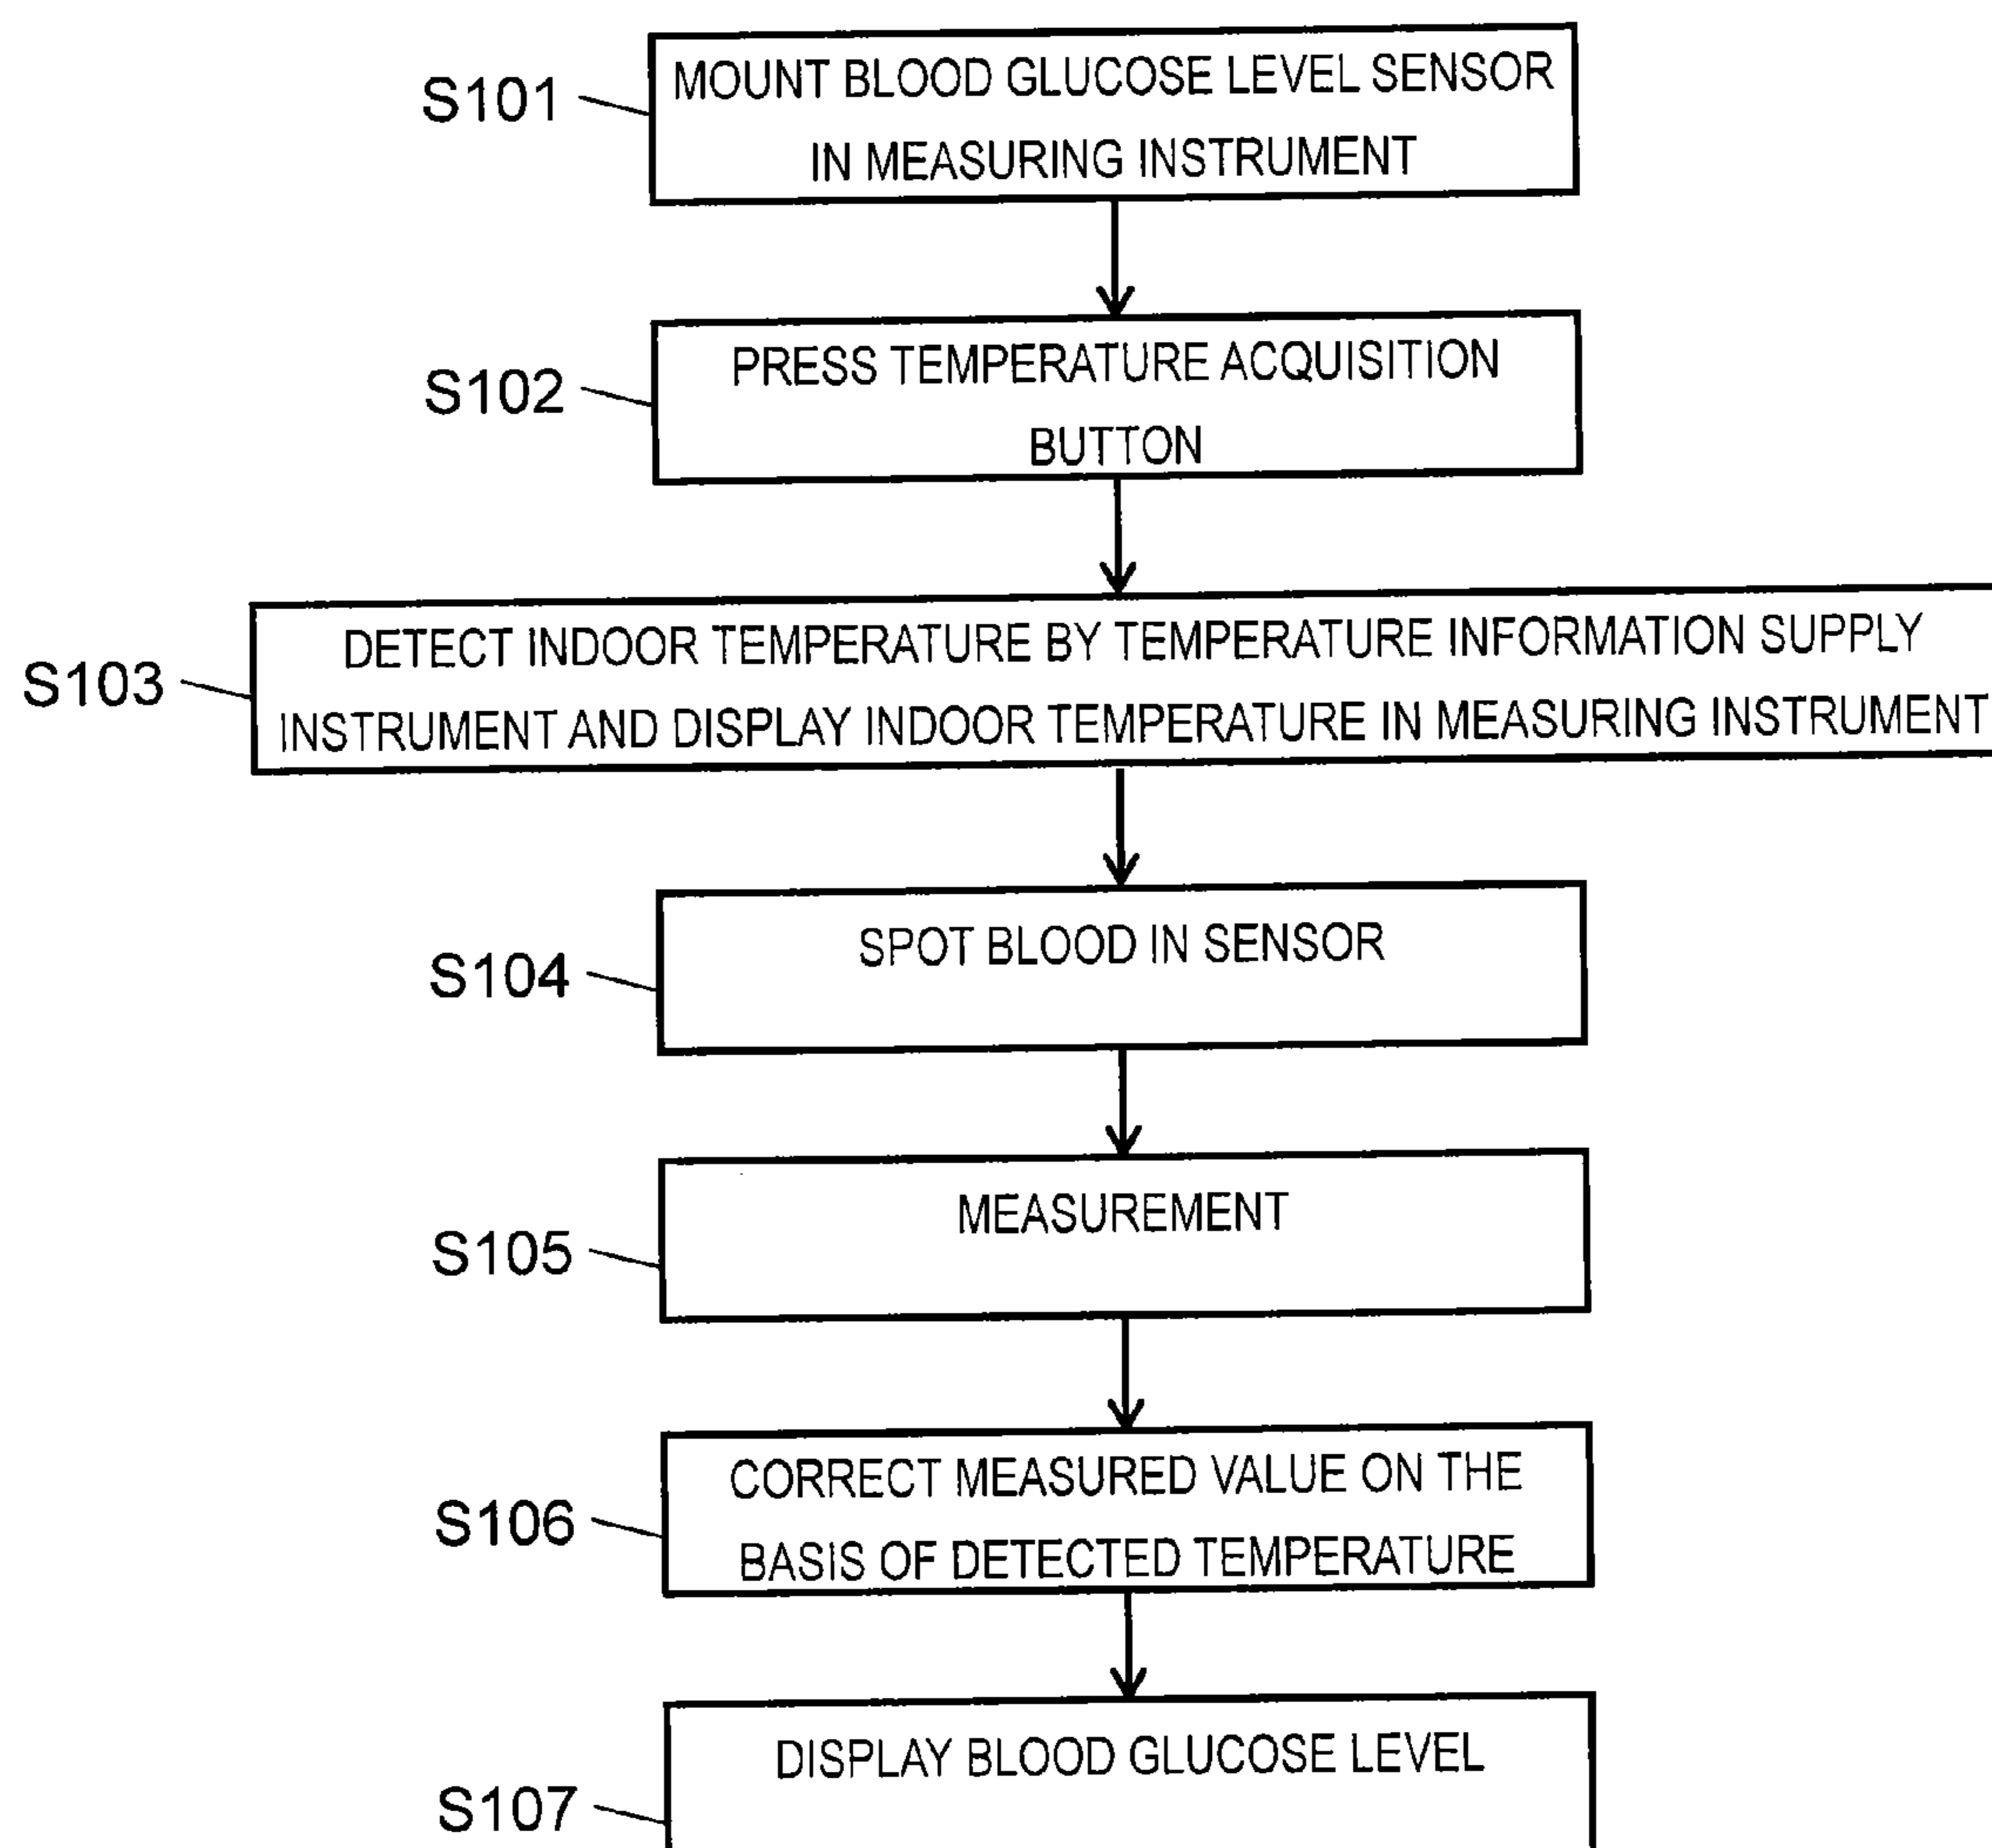 S101
MOUNT BLOOD GLUCOSE LEVEL SENSOR
IN MEASURING INSTRUMENT
S102
PRESS TEMPERATURE ACQUISITION
BUTTON
S103
DETECT INDOOR TEMPERATURE BY TEMPERATURE INFORMATION SUPPLY
INSTRUMENT AND DISPLAY INDOOR TEMPERATURE IN MEASURING INSTRUMENT
S104
SPOT BLOOD IN SENSOR
S105
MEASUREMENT
S106
CORRECT MEASURED VALUE ON THE
BASIS OF DETECTED TEMPERATURE
S107
DISPLAY BLOOD GLUCOSE LEVEL